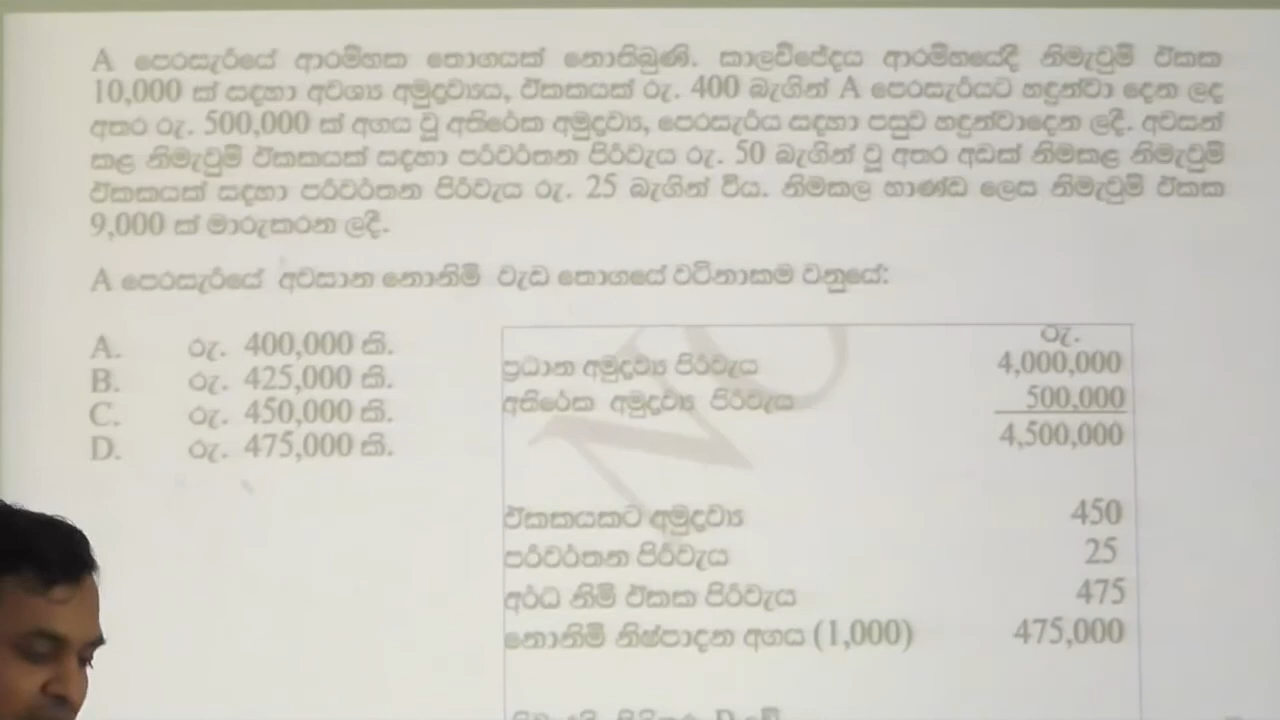 A පෙරසැරියේ ආරම්භක තොගයක් නොතිබුණි. කාලච්ඡේදය ආරම්භයේදී නිමැවුම් ඒකක
10,000 ක් සඳහා අවශ්‍ය අමුද්‍රව්‍යය, ඒකකයක් රු. 400 බැගින් A පෙරසැරියට හඳුන්වා දෙන ලද
අතර රු. 500,000 ක් අගය වූ අතිරේක අමුද්‍රව්‍ය, පෙරසැරිය සඳහා පසුව හඳුන්වාදෙන ලදී. අවසන්
කළ නිමැවුම් ඒකකයක් සඳහා පරිවර්තන පිරිවැය රු. 50 බැගින් වූ අතර අඩක් නිමකළ නිමැවුම්
ඒකකයක් සඳහා පරිවර්තන පිරිවැය රු. 25 බැගින් විය. නිමකල භාණ්ඩ ලෙස නිමැවුම් ඒකක
9,000 ක් මාරුකරන ලදී.
A පෙරසැරියේ අවසාන නොනිමි වැඩ තොගයේ වටිනාකම වනුයේ:
A. රු. 400,000 කි.
B. රු. 425,000 කි.
C. රු. 450,000 කි.
D. රු. 475,000 කි.
රු.
ප්‍රධාන අමුද්‍රව්‍ය පිරිවැය 4,000,000
අතිරේක අමුද්‍රව්‍ය පිරිවැය 500,000
4,500,000
ඒකකයකට අමුද්‍රව්‍ය 450
පරිවර්තන පිරිවැය 25
අර්ධ නිමි ඒකක පිරිවැය 475
නොනිමි නිෂ්පාදන අගය (1,000) 475,000